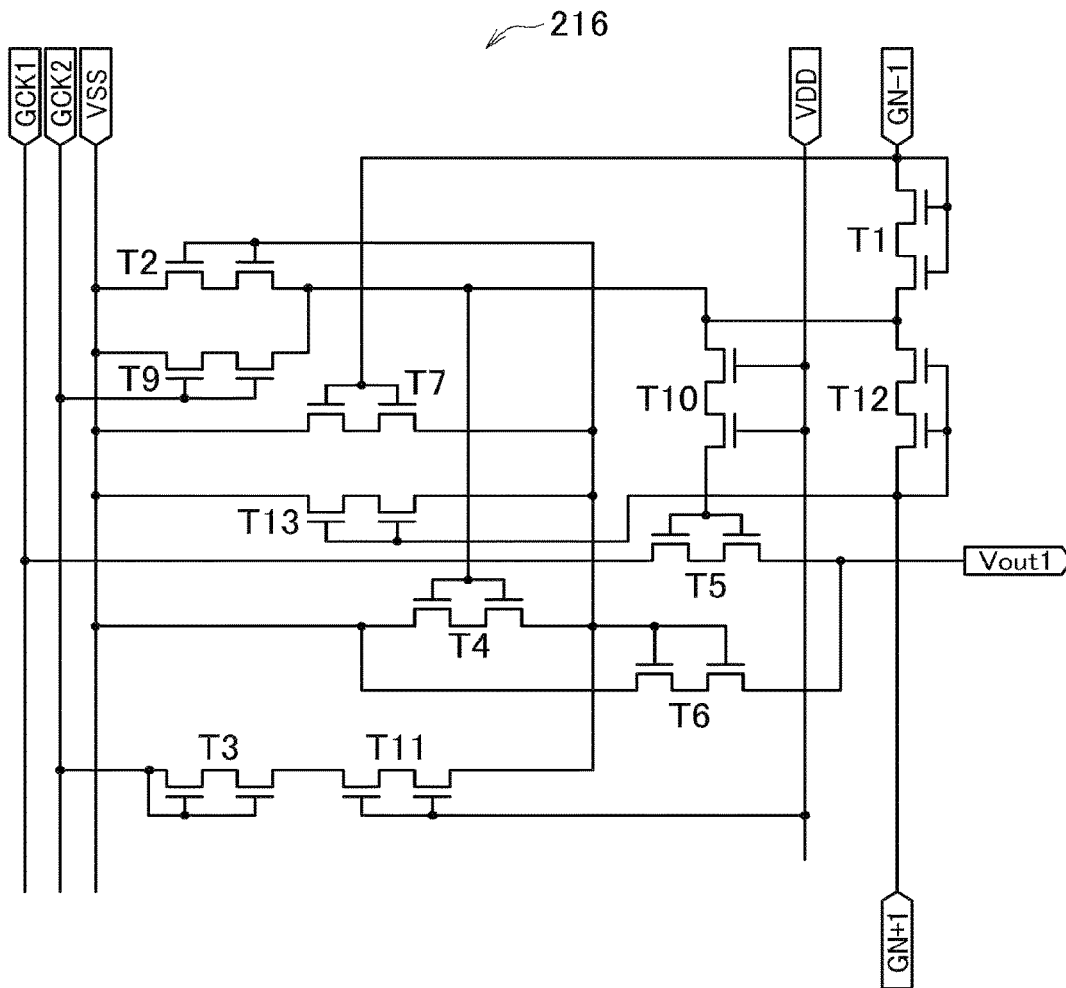 216
GCK1
GCK2
VSS
VDD
GN-1
T1
T2
T9
T7
T10
T12
T13
T5
Vout1
T4
T6
T3
T11
GN+1